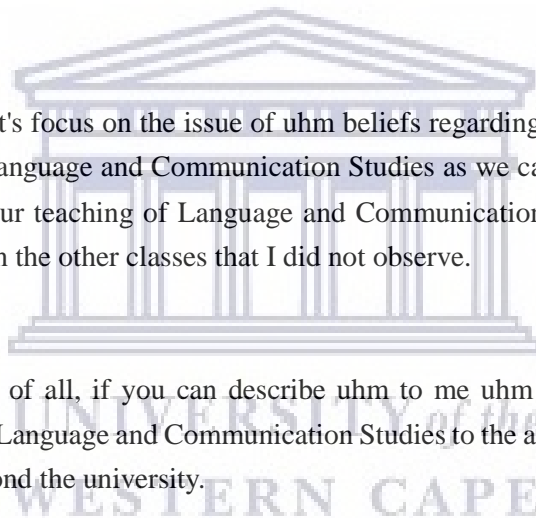 t's focus on the issue of uhm beliefs regarding
anguage and Communication Studies as we ca
ur teaching of Language and Communication
n the other classes that I did not observe.
of all, if you can describe uhm to me uhm
Language and Communication Studies to the a
ond the university.
UNIVERSITY of the
WESTERN CAPE